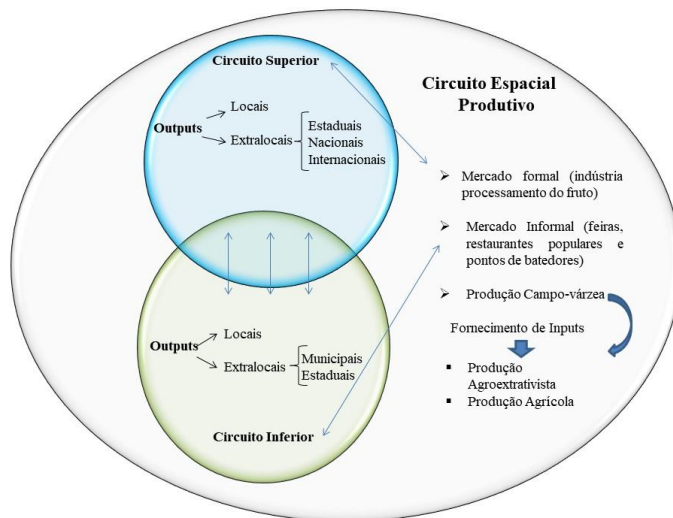 Circuito Superior
Locais
Outputs
Extralocais
Estaduais
Nacionais
Internacionais
Locais
Outputs
Extralocais
Municipais
Estaduais
Circuito Inferior
Circuito Espacial
Produtivo
Mercado formal (indústria
processamento do fruto)
Mercado Informal (feiras,
restaurantes populares e
pontos de batedores)
Produção Campo-várzea
Fornecimento de Inputs
Produção
Agroextrativista
Produção Agrícola